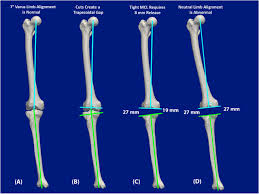 7° Varus Limb Alignment
is Normal
Cuts Create a
Trapezoidal Gap
Tight MCL Requires
8 mm Release
Neutral Limb Alignment
is Abnormal
27 mm
19 mm
27 mm
27 mm
(A)
(B)
(C)
(D)